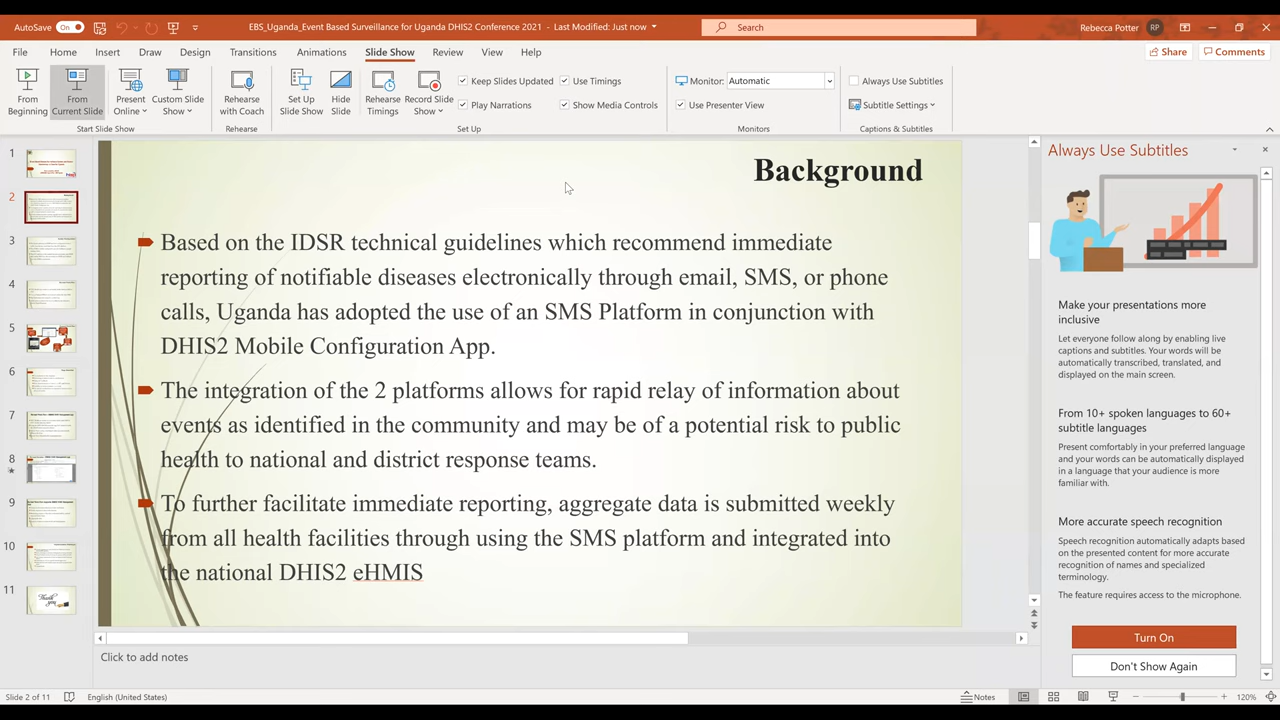 AutoSave On
EBS_Uganda_Event Based Surveillance for Uganda DHIS2 Conference 2021 - Last Modified: Just now
Search
Rebecca Potter RP
File Home Insert Draw Design Transitions Animations Slide Show Review View Help
Share Comments
From Beginning
From Current Slide
Present Online
Custom Slide Show
Rehearse with Coach
Set Up Slide Show
Hide Slide
Rehearse Timings
Record Slide Show
Keep Slides Updated
Use Timings
Play Narrations
Show Media Controls
Monitor: Automatic
Use Presenter View
Always Use Subtitles
Subtitle Settings
Start Slide Show
Rehearse
Set Up
Monitors
Captions & Subtitles
1
2
3
4
5
6
7
8
9
10
11
Background
Based on the IDSR technical guidelines which recommend immediate
reporting of notifiable diseases electronically through email, SMS, or phone
calls, Uganda has adopted the use of an SMS Platform in conjunction with
DHIS2 Mobile Configuration App.
The integration of the 2 platforms allows for rapid relay of information about
events as identified in the community and may be of a potential risk to public
health to national and district response teams.
To further facilitate immediate reporting, aggregate data is submitted weekly
from all health facilities through using the SMS platform and integrated into
the national DHIS2 eHMIS
Click to add notes
Always Use Subtitles
Make your presentations more
inclusive
Let everyone follow along by enabling live
captions and subtitles. Your words will be
automatically transcribed, translated, and
displayed on the main screen.
From 10+ spoken languages to 60+
subtitle languages
Present comfortably in your preferred language
and your words can be automatically displayed
in a language that your audience is more
familiar with.
More accurate speech recognition
Speech recognition automatically adapts based
on the presented content for more accurate
recognition of names and specialized
terminology.
The feature requires access to the microphone.
Turn On
Don't Show Again
Slide 2 of 11
English (United States)
Notes
120%